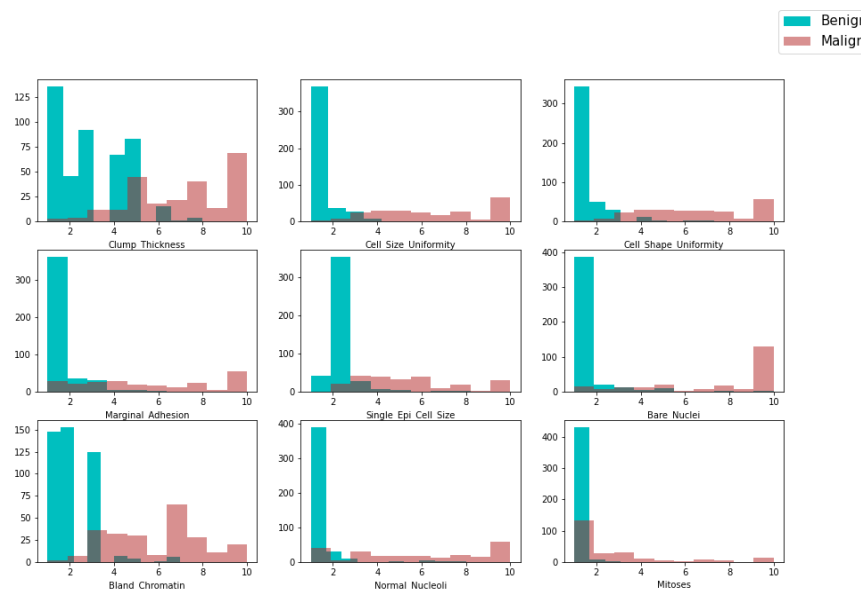 Benign
Malign
125
100
75
50
25
0
2 4 6 8 10
Clump_Thickness
300
200
100
0
2 4 6 8 10
Cell_Size_Uniformity
300
200
100
0
2 4 6 8 10
Cell_Shape_Uniformity
300
200
100
0
2 4 6 8 10
Marginal_Adhesion
300
200
100
0
2 4 6 8 10
Single_Epi_Cell_Size
400
300
200
100
0
2 4 6 8 10
Bare_Nuclei
150
125
100
75
50
25
0
2 4 6 8 10
Bland_Chromatin
400
300
200
100
0
2 4 6 8 10
Normal_Nucleoli
400
300
200
100
0
2 4 6 8 10
Mitoses